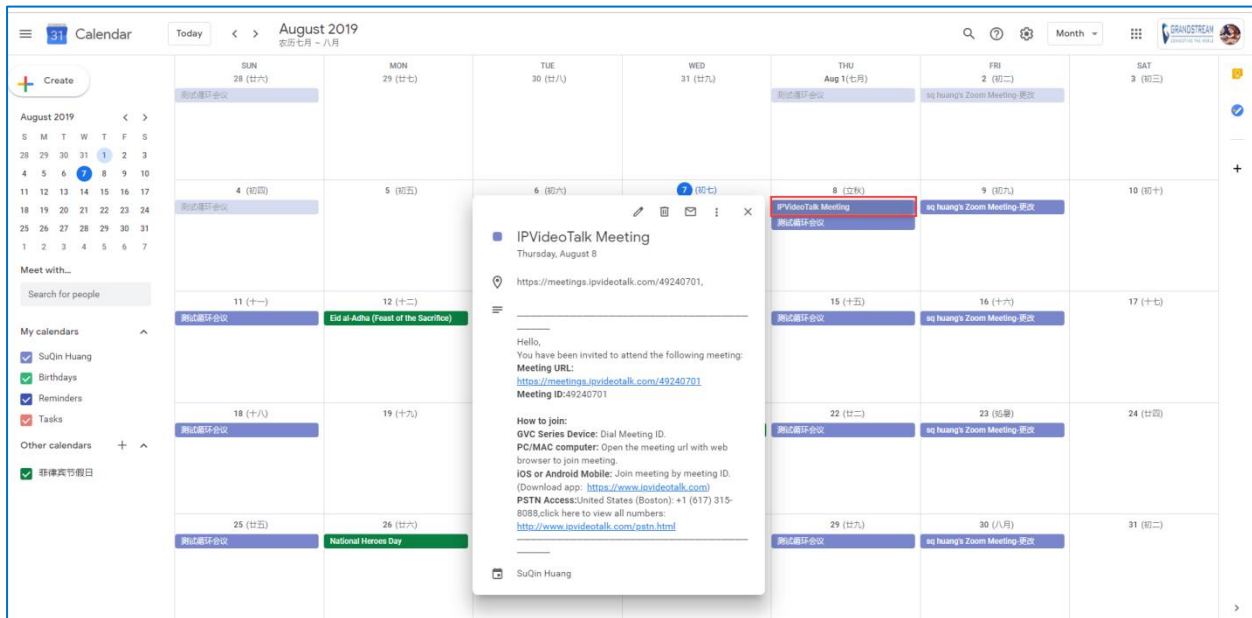 Calendar
Today
August 2019
农历七月 – 八月
Month
GRANDSTREAM
CONNECTING THE WORLD
Create
August 2019
S M T W T F S
28 29 30 31 1 2 3
4 5 6 7 8 9 10
11 12 13 14 15 16 17
18 19 20 21 22 23 24
25 26 27 28 29 30 31
1 2 3 4 5 6 7
Meet with...
Search for people
My calendars
SuQin Huang
Birthdays
Reminders
Tasks
Other calendars
菲律宾节假日
SUN MON TUE WED THU FRI SAT
28 (廿六) 29 (廿七) 30 (廿八) 31 (廿九) Aug 1(七月) 2 (初二) 3 (初三)
测试循环会议 测试循环会议 sq huang's Zoom Meeting-更改
4 (初四) 5 (初五) 6 (初六) 7 (初七) 8 (立秋) 9 (初九) 10 (初十)
测试循环会议 IPVideoTalk Meeting sq huang's Zoom Meeting-更改
测试循环会议
11 (十一) 12 (十二) 15 (十五) 16 (十六) 17 (十七)
测试循环会议 Eid al-Adha (Feast of the Sacrifice) 测试循环会议 sq huang's Zoom Meeting-更改
18 (十八) 19 (十九) 22 (廿二) 23 (处暑) 24 (廿四)
测试循环会议 测试循环会议 sq huang's Zoom Meeting-更改
25 (廿五) 26 (廿六) 29 (廿九) 30 (八月) 31 (初二)
测试循环会议 National Heroes Day 测试循环会议 sq huang's Zoom Meeting-更改
IPVideoTalk Meeting
Thursday, August 8
https://meetings.ipvideotalk.com/49240701,
Hello,
You have been invited to attend the following meeting:
Meeting URL:
https://meetings.ipvideotalk.com/49240701
Meeting ID:49240701
How to join:
GVC Series Device: Dial Meeting ID.
PC/MAC computer: Open the meeting url with web
browser to join meeting.
iOS or Android Mobile: Join meeting by meeting ID.
(Download app: https://www.ipvideotalk.com)
PSTN Access:United States (Boston): +1 (617) 315-
8088,click here to view all numbers:
http://www.ipvideotalk.com/pstn.html
SuQin Huang